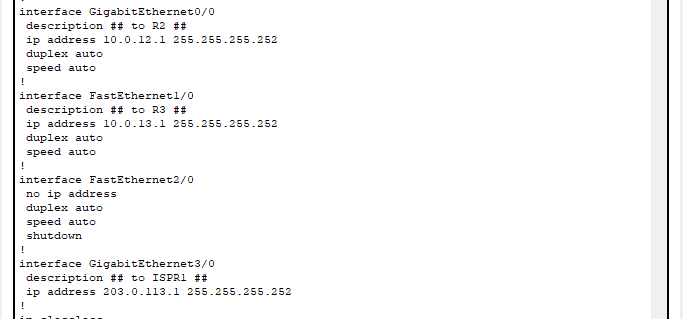 interface GigabitEthernet0/0
description ## to R2 ##
ip address 10.0.12.1 255.255.255.252
duplex auto
speed auto
!
interface FastEthernet1/0
description ## to R3 ##
ip address 10.0.13.1 255.255.255.252
duplex auto
speed auto
!
interface FastEthernet2/0
no ip address
duplex auto
speed auto
shutdown
!
interface GigabitEthernet3/0
description ## to ISPR1 ##
ip address 203.0.113.1 255.255.255.252
!